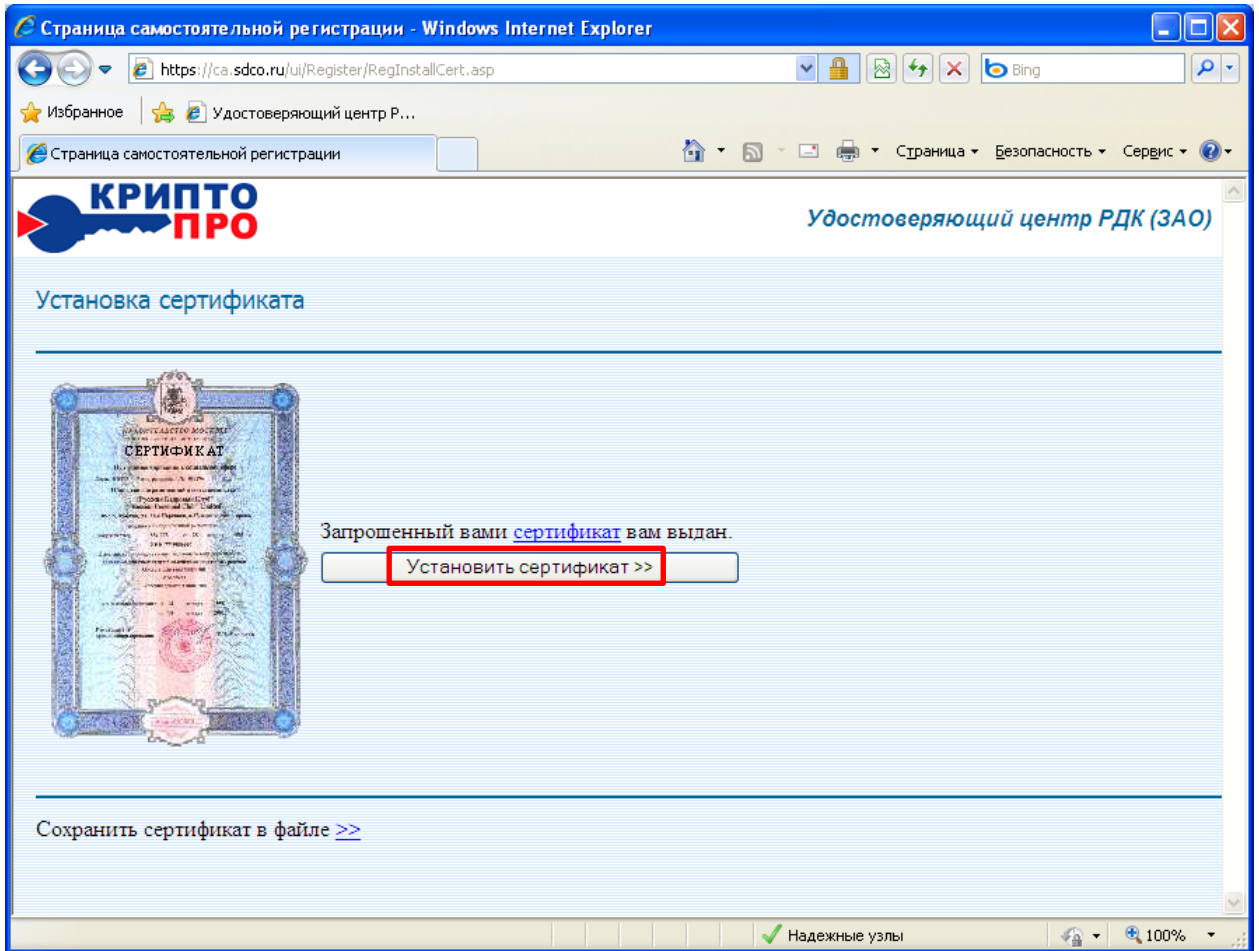 Страница самостоятельной регистрации - Windows Internet Explorer
https://ca.sdco.ru/ui/Register/RegInstallCert.asp
Bing
Избранное
Удостоверяющий центр Р...
Страница самостоятельной регистрации
Страница
Безопасность
Сервис
КРИПТО
ПРО
Удостоверяющий центр РДК (ЗАО)
Установка сертификата
СЕРТИФИКАТ
Запрошенный вами сертификат вам выдан.
Установить сертификат >>
Сохранить сертификат в файле >>
Надежные узлы
100%